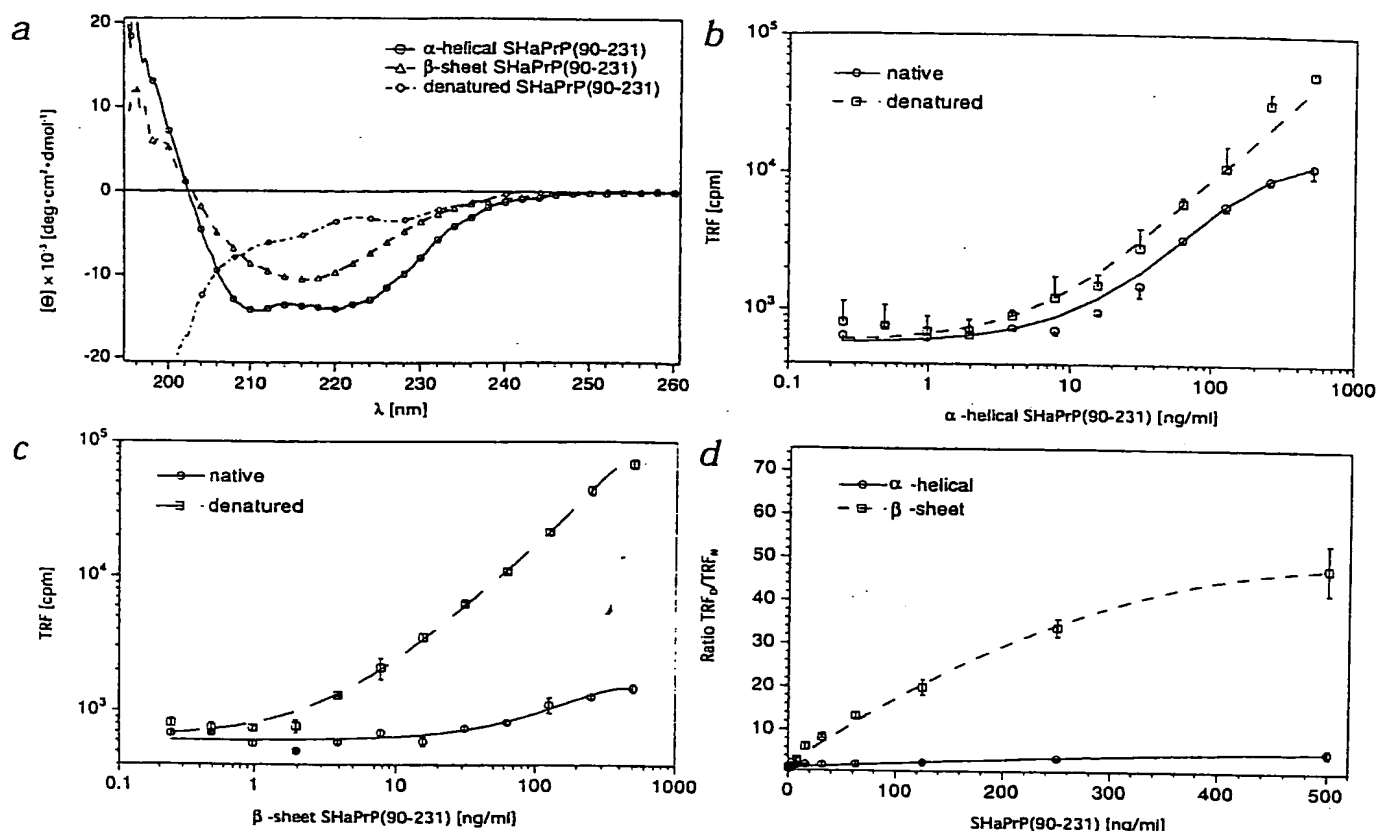 a
20
10
0
-10
-20
[Θ] × 10⁻³ [deg•cm²•dmol⁻¹]
α-helical SHaPrP(90-231)
β-sheet SHaPrP(90-231)
denatured SHaPrP(90-231)
200 210 220 230 240 250 260
λ [nm]
b
10⁵
10⁴
10³
TRF [cpm]
native
denatured
0.1 1 10 100 1000
α -helical SHaPrP(90-231) [ng/ml]
c
10⁵
10⁴
10³
TRF [cpm]
native
denatured
0.1 1 10 100 1000
β -sheet SHaPrP(90-231) [ng/ml]
d
70
60
50
40
30
20
10
Ratio TRF_D/TRF_N
α -helical
β -sheet
0 100 200 300 400 500
SHaPrP(90-231) [ng/ml]